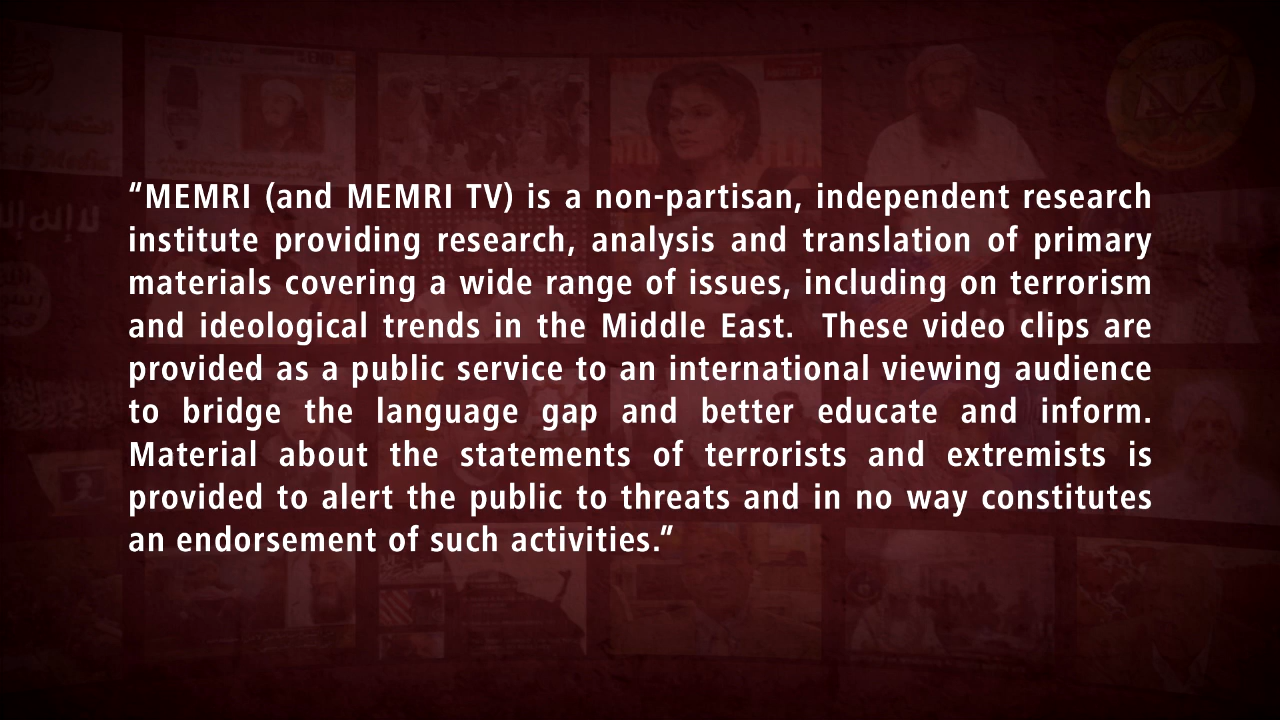 “MEMRI (and MEMRI TV) is a non-partisan, independent research
institute providing research, analysis and translation of primary
materials covering a wide range of issues, including on terrorism
and ideological trends in the Middle East.  These video clips are
provided as a public service to an international viewing audience
to bridge the language gap and better educate and inform.
Material about the statements of terrorists and extremists is
provided to alert the public to threats and in no way constitutes
an endorsement of such activities.”